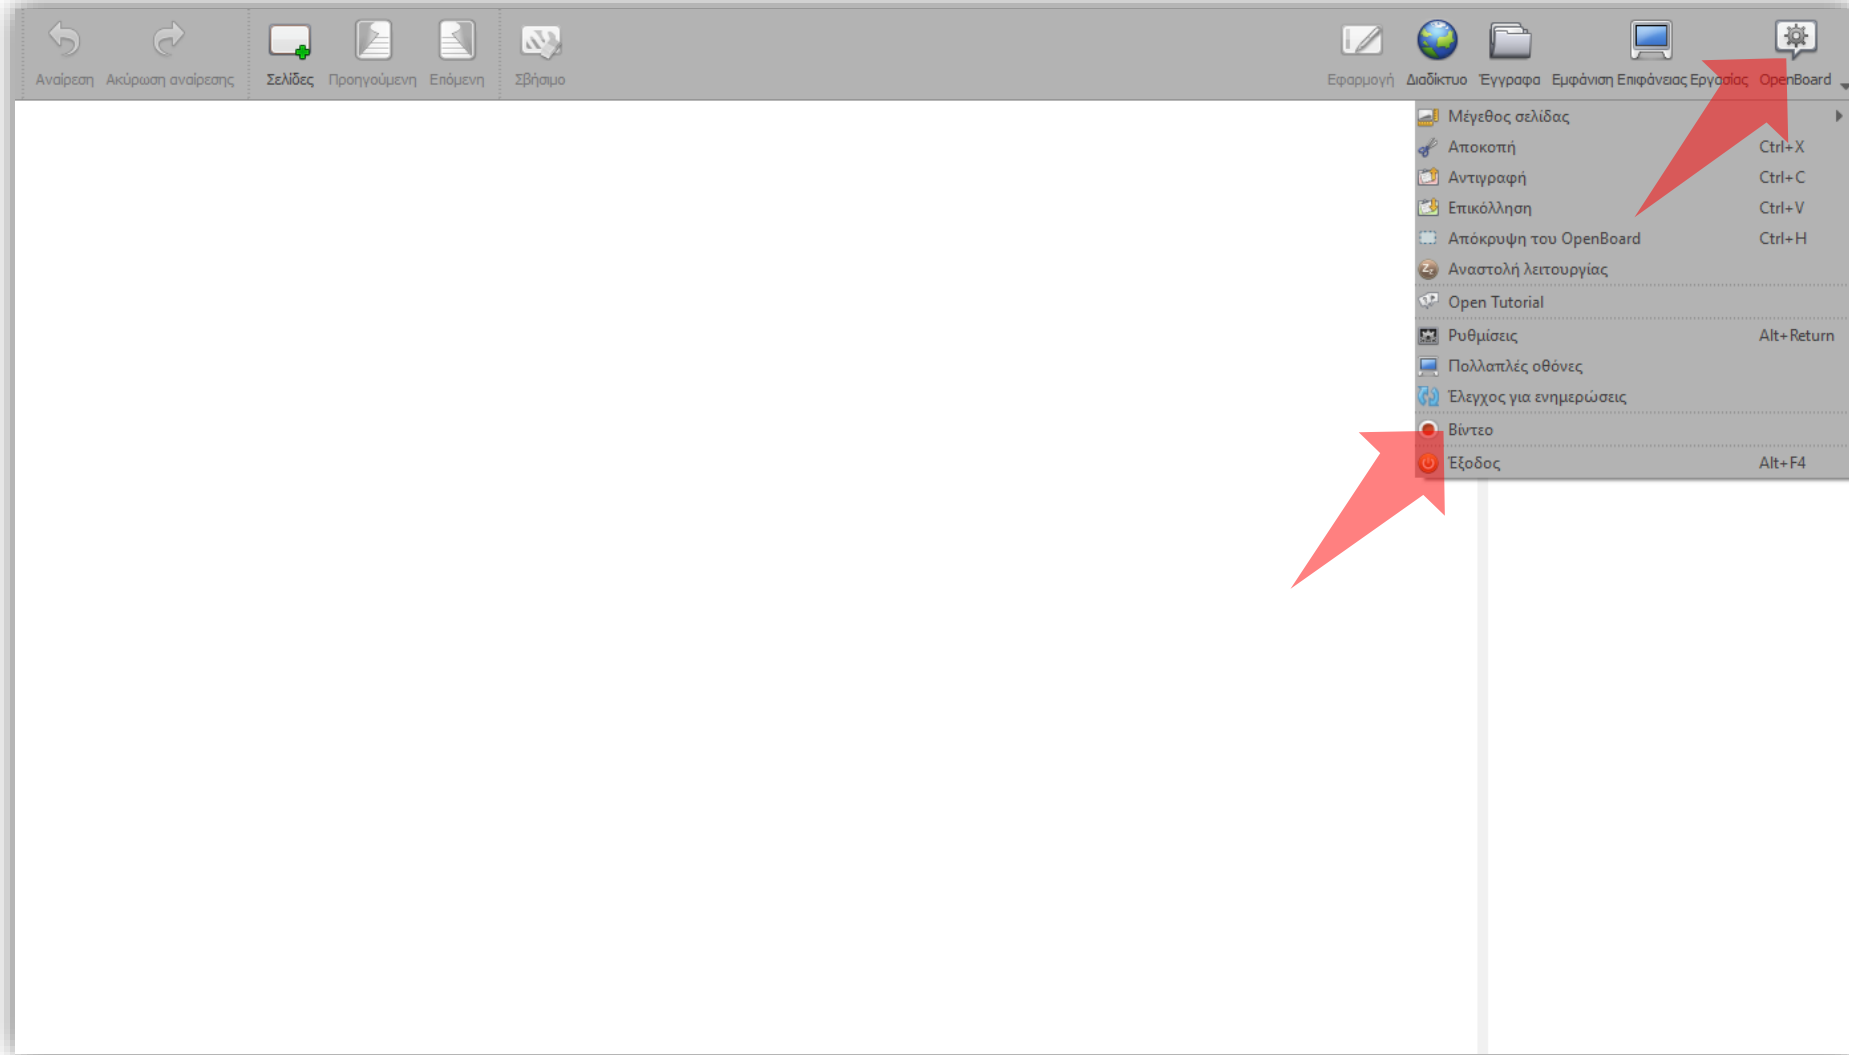 Αναίρεση Ακύρωση αναίρεσης Σελίδες Προηγούμενη Επόμενη Σβήσιμο Εφαρμογή Διαδίκτυο Έγγραφα Εμφάνιση Επιφάνειας Εργασίας OpenBoard
Μέγεθος σελίδας
Αποκοπή Ctrl+X
Αντιγραφή Ctrl+C
Επικόλληση Ctrl+V
Απόκρυψη του OpenBoard Ctrl+H
Αναστολή λειτουργίας
Open Tutorial
Ρυθμίσεις Alt+Return
Πολλαπλές οθόνες
Έλεγχος για ενημερώσεις
Βίντεο
Έξοδος Alt+F4